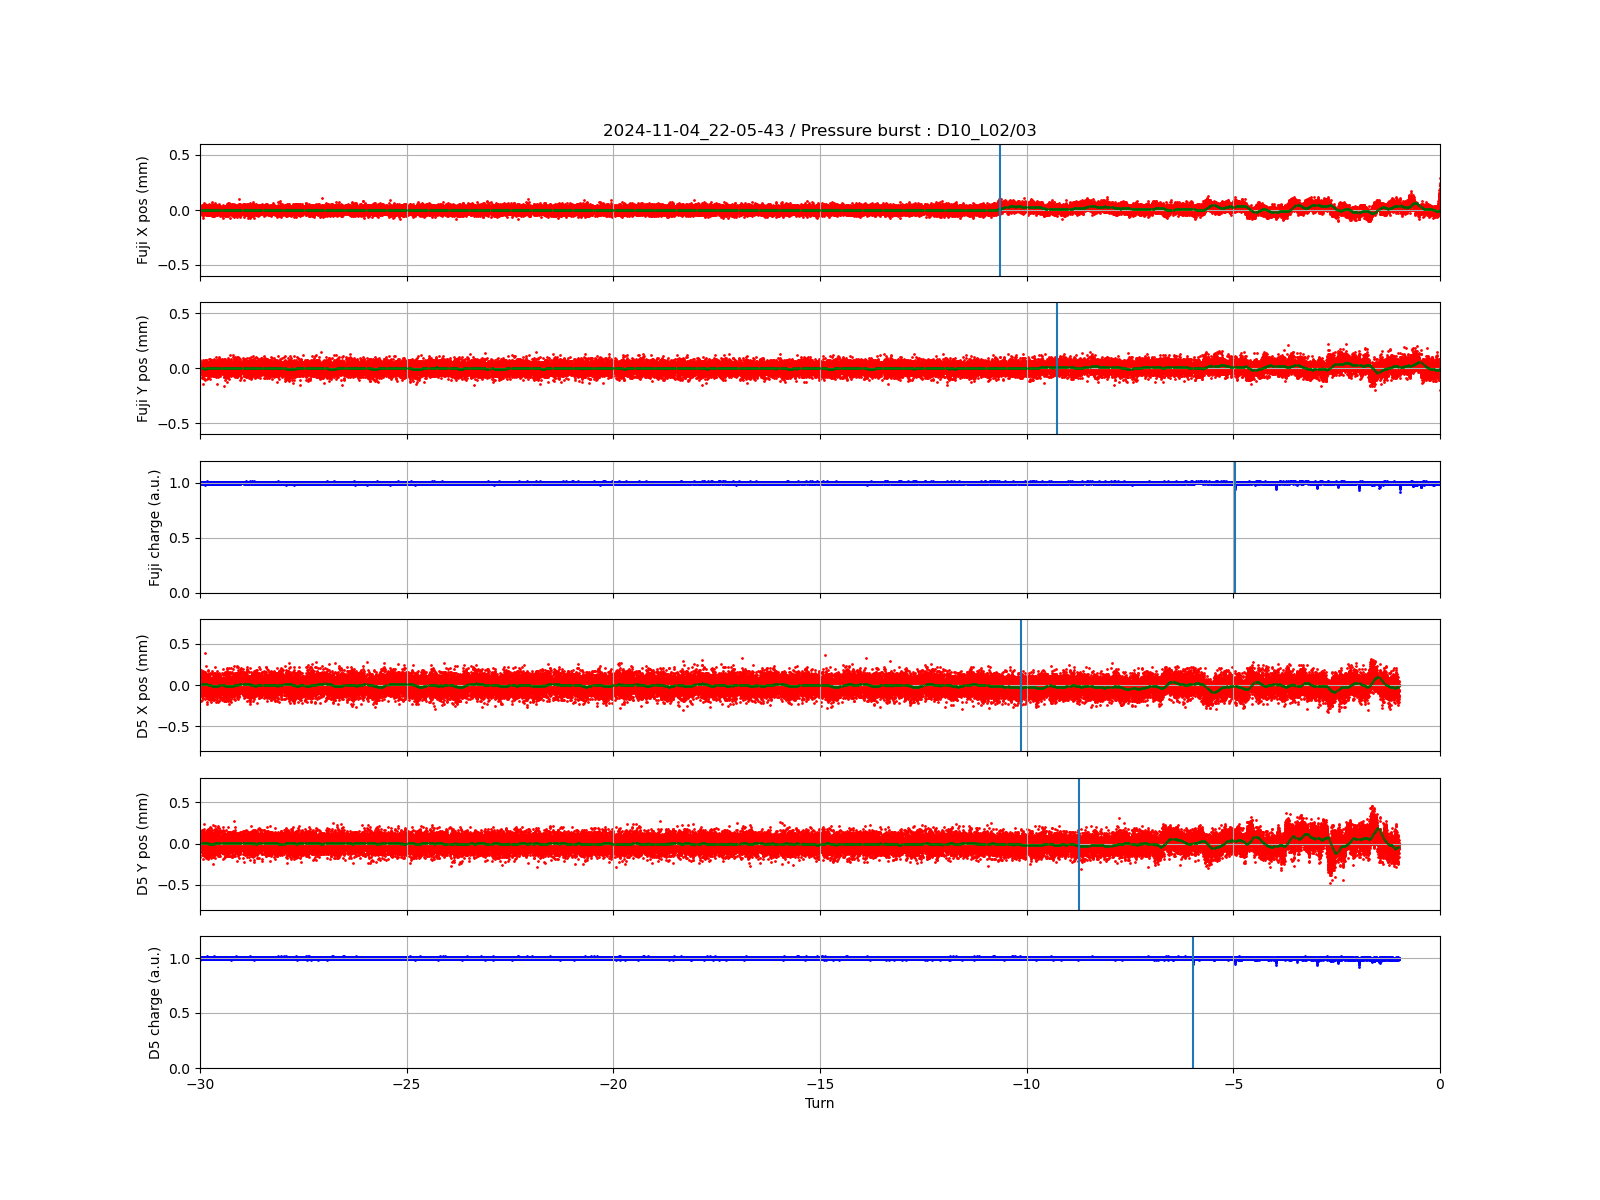 2024-11-04_22-05-43 / Pressure burst : D10_L02/03
Fuji X pos (mm)
0.5
0.0
−0.5
Fuji Y pos (mm)
0.5
0.0
−0.5
Fuji charge (a.u.)
1.0
0.5
0.0
D5 X pos (mm)
0.5
0.0
−0.5
D5 Y pos (mm)
0.5
0.0
−0.5
D5 charge (a.u.)
1.0
0.5
0.0
−30 −25 −20 −15 −10 −5 0
Turn